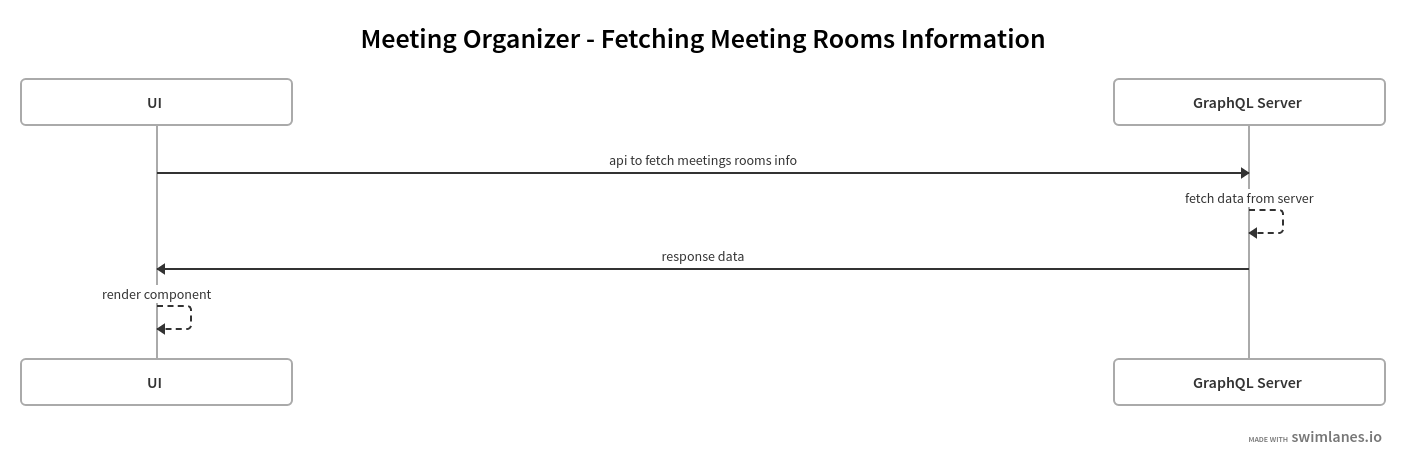 Meeting Organizer - Fetching Meeting Rooms Information
UI
GraphQL Server
api to fetch meetings rooms info
fetch data from server
response data
render component
UI
GraphQL Server
MADE WITH swimlanes.io